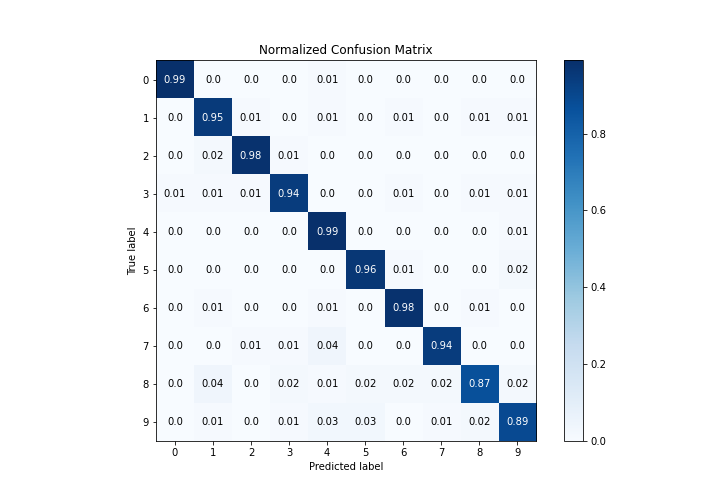 Normalized Confusion Matrix
0 0.99 0.0 0.0 0.0 0.01 0.0 0.0 0.0 0.0 0.0
1 0.0 0.95 0.01 0.0 0.01 0.0 0.01 0.0 0.01 0.01
2 0.0 0.02 0.98 0.01 0.0 0.0 0.0 0.0 0.0 0.0
3 0.01 0.01 0.01 0.94 0.0 0.0 0.01 0.0 0.01 0.01
4 0.0 0.0 0.0 0.0 0.99 0.0 0.0 0.0 0.0 0.01
5 0.0 0.0 0.0 0.0 0.0 0.96 0.01 0.0 0.0 0.02
6 0.0 0.01 0.0 0.0 0.01 0.0 0.98 0.0 0.01 0.0
7 0.0 0.0 0.01 0.01 0.04 0.0 0.0 0.94 0.0 0.0
8 0.0 0.04 0.0 0.02 0.01 0.02 0.02 0.02 0.87 0.02
9 0.0 0.01 0.0 0.01 0.03 0.03 0.0 0.01 0.02 0.89
0 1 2 3 4 5 6 7 8 9
Predicted label
True label
0.8
0.6
0.4
0.2
0.0